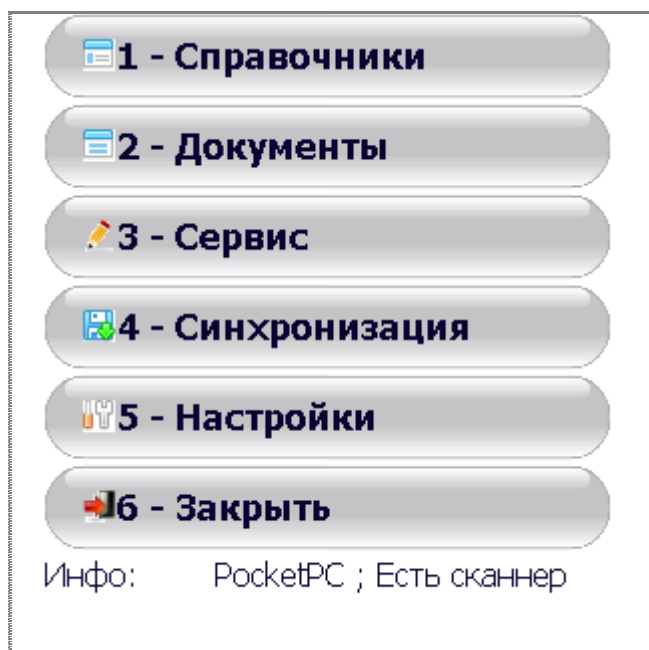 1 - Справочники
2 - Документы
3 - Сервис
4 - Синхронизация
5 - Настройки
6 - Закрыть
Инфо: PocketPC ; Есть сканнер